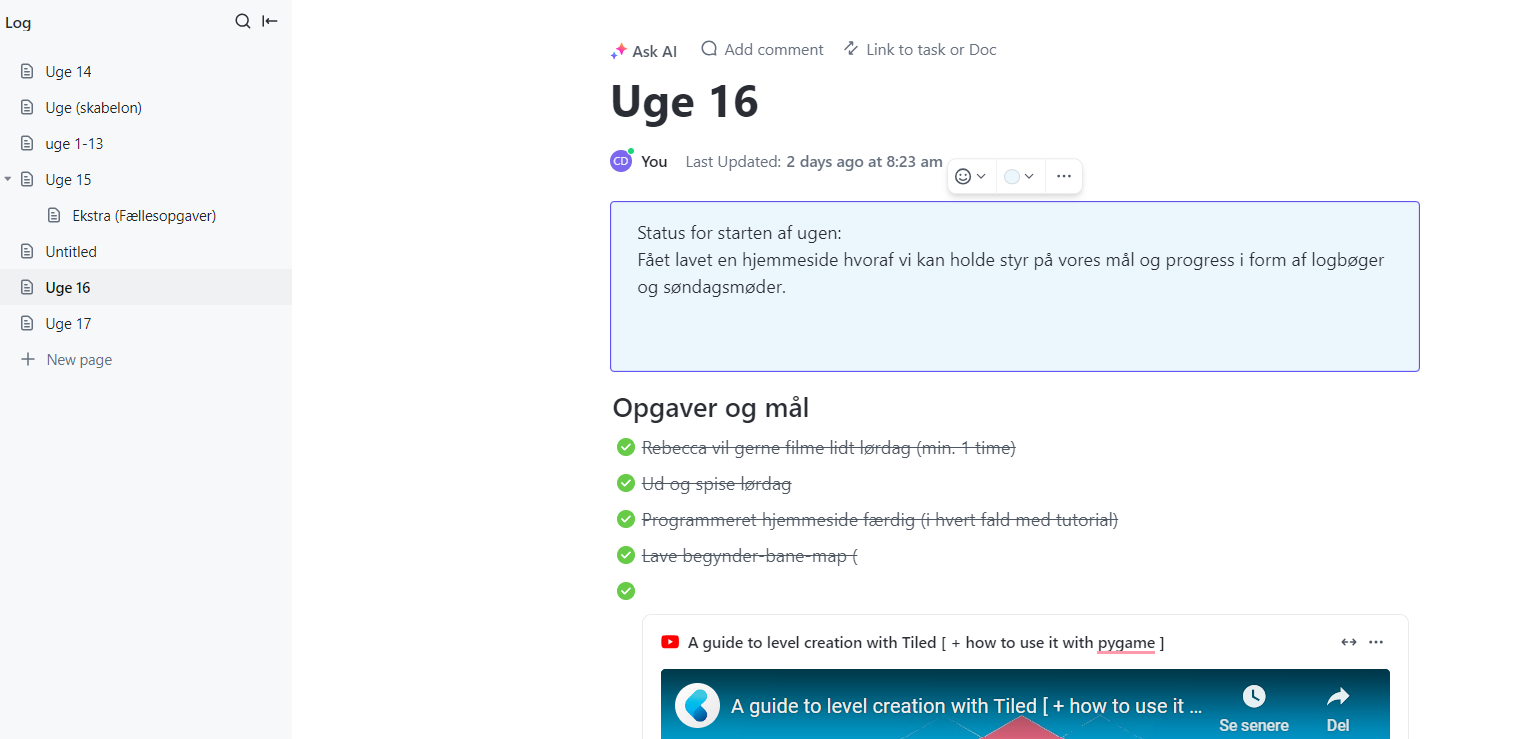 Log
Uge 14
Uge (skabelon)
uge 1-13
Uge 15
Ekstra (Fællesopgaver)
Untitled
Uge 16
Uge 17
New page
Ask AI Add comment Link to task or Doc
Uge 16
CD You Last Updated: 2 days ago at 8:23 am
Status for starten af ugen:
Fået lavet en hjemmeside hvoraf vi kan holde styr på vores mål og progress i form af logbøger
og søndagsmøder.
Opgaver og mål
Rebecca vil gerne filme lidt lørdag (min. 1 time)
Ud og spise lørdag
Programmeret hjemmeside færdig (i hvert fald med tutorial)
Lave begynder-bane-map (
A guide to level creation with Tiled [ + how to use it with pygame ]
A guide to level creation with Tiled [ + how to use it ...
Se senere Del